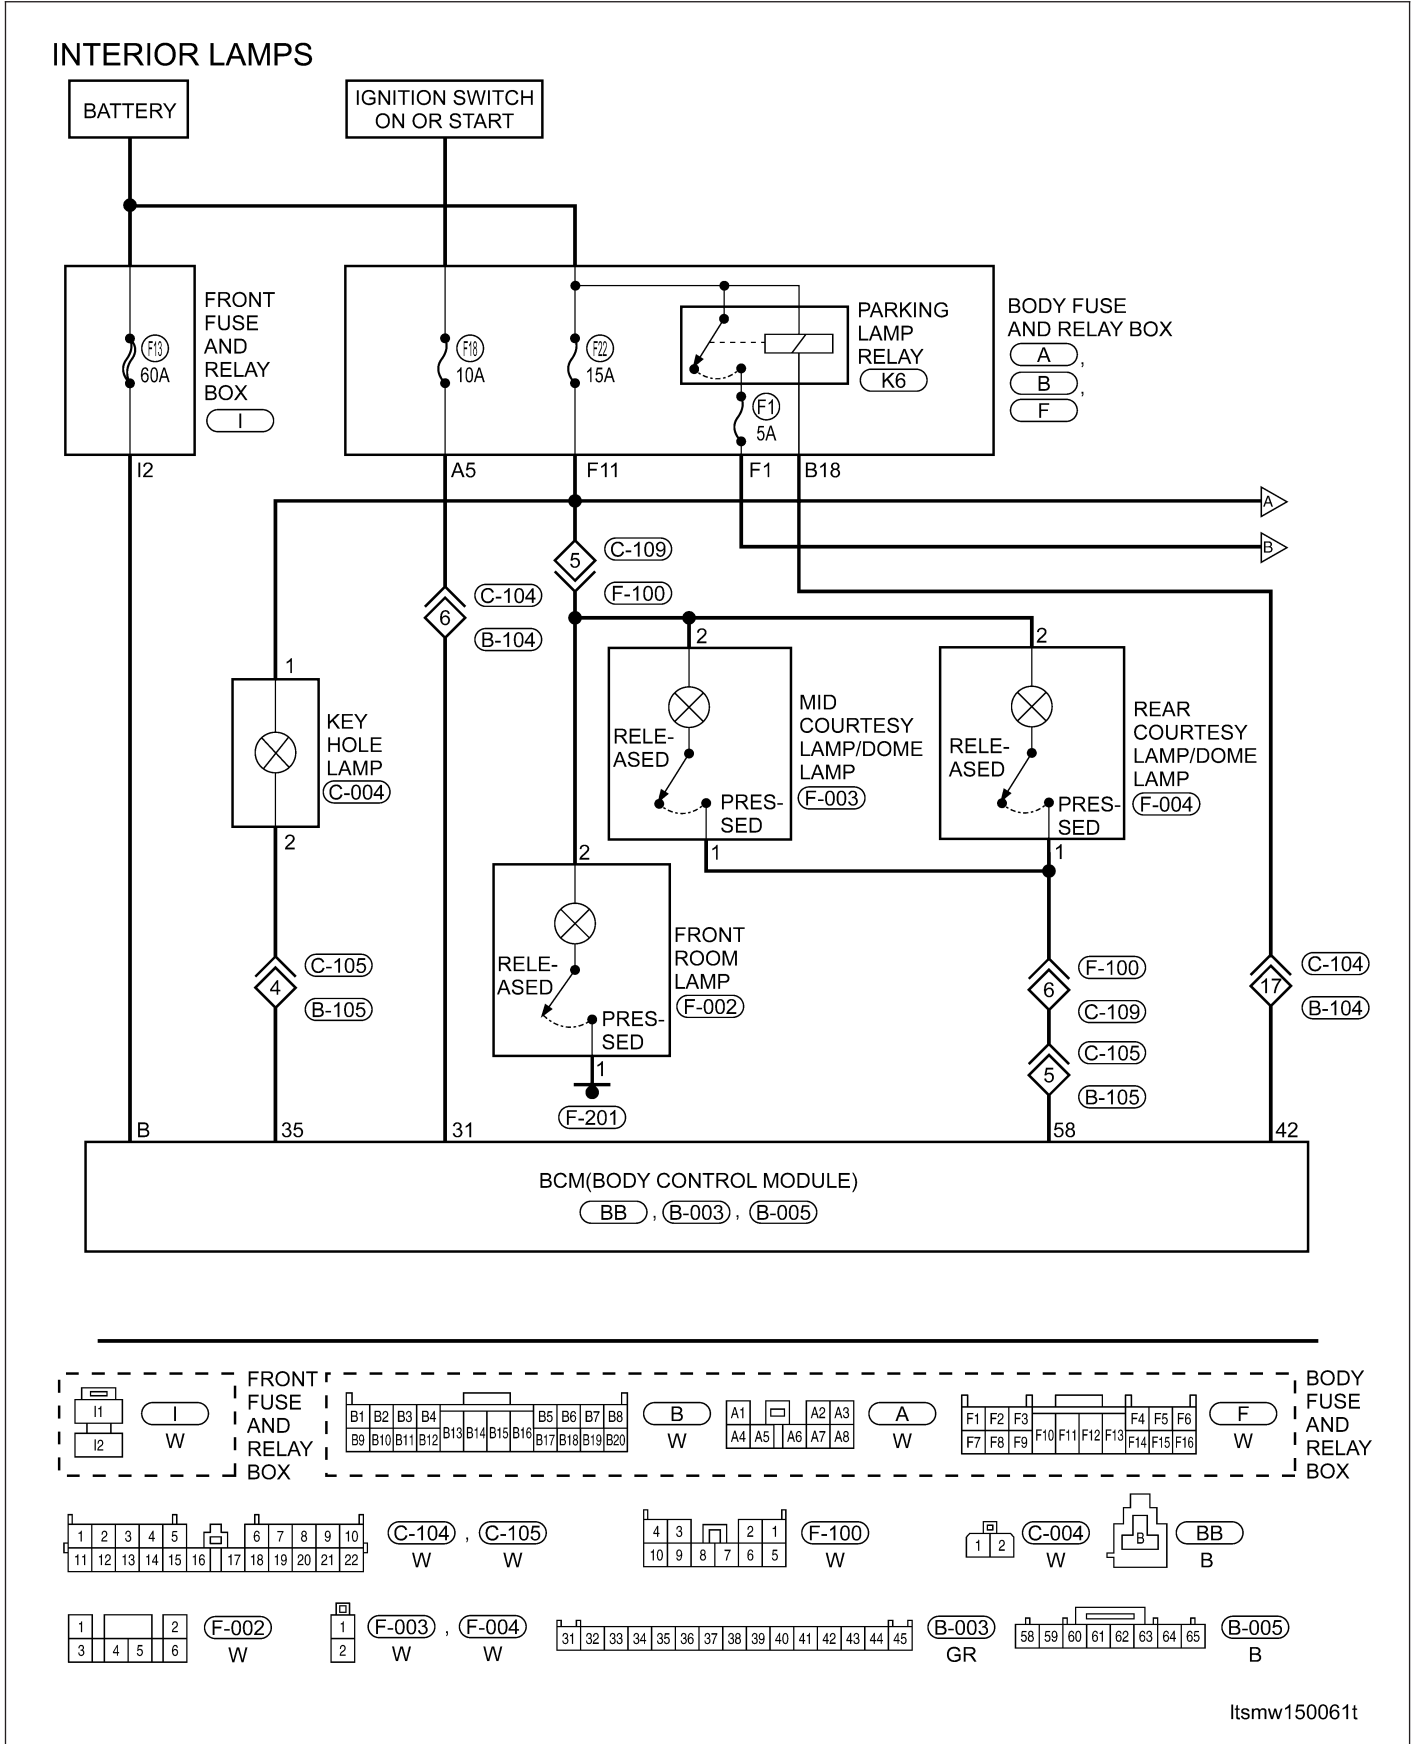 INTERIOR LAMPS
BATTERY
IGNITION SWITCH
ON OR START
FRONT
FUSE
AND
RELAY
BOX
I
F13
60A
F18
10A
F22
15A
PARKING
LAMP
RELAY
K6
F1
5A
BODY FUSE
AND RELAY BOX
A ,
B ,
F
I2
A5
F11
F1
B18
A
B
5
C-109
F-100
6
C-104
B-104
1
KEY
HOLE
LAMP
C-004
2
2
RELE-
ASED
PRES-
SED
MID
COURTESY
LAMP/DOME
LAMP
F-003
1
2
RELE-
ASED
PRES-
SED
REAR
COURTESY
LAMP/DOME
LAMP
F-004
1
2
RELE-
ASED
PRES-
SED
FRONT
ROOM
LAMP
F-002
1
F-201
4
C-105
B-105
6
F-100
C-109
5
C-105
B-105
17
C-104
B-104
B
35
31
58
42
BCM(BODY CONTROL MODULE)
BB , B-003 , B-005
I1
I2
I
W
FRONT
FUSE
AND
RELAY
BOX
B1 B2 B3 B4 B5 B6 B7 B8
B13 B14 B15 B16
B9 B10 B11 B12 B17 B18 B19 B20
B
W
A1 A2 A3
A4 A5 A6 A7 A8
A
W
F1 F2 F3 F4 F5 F6
F10 F11 F12 F13
F7 F8 F9 F14 F15 F16
F
W
BODY
FUSE
AND
RELAY
BOX
1 2 3 4 5 6 7 8 9 10
11 12 13 14 15 16 17 18 19 20 21 22
C-104 , C-105
W W
4 3 2 1
10 9 8 7 6 5
F-100
W
1 2
C-004
W
B
BB
B
1 2
3 4 5 6
F-002
W
1
2
F-003 , F-004
W W
31 32 33 34 35 36 37 38 39 40 41 42 43 44 45
B-003
GR
58 59 60 61 62 63 64 65
B-005
B
ltsmw150061t